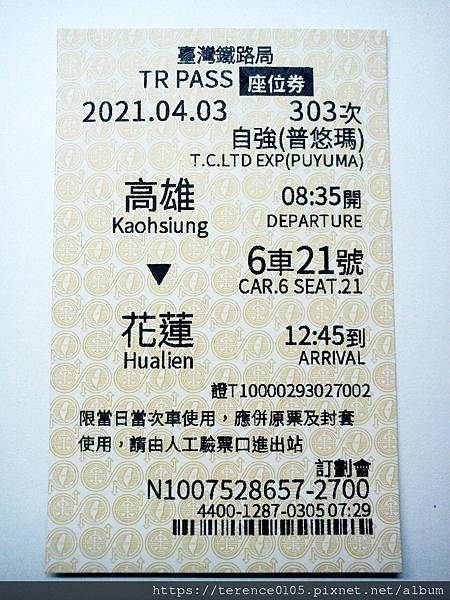 臺灣鐵路局
TR PASS 座位券
2021.04.03 303次
自強(普悠瑪)
T.C.LTD EXP(PUYUMA)
高雄 08:35開
Kaohsiung DEPARTURE
▼ 6車21號
CAR.6 SEAT.21
花蓮 12:45到
Hualien ARRIVAL
證T10000293027002
限當日當次車使用，應併原票及封套
使用，請由人工驗票口進出站
訂劃會
N1007528657-2700
4400-1287-0305 07:29
https://terence0105.pixnet.net/album